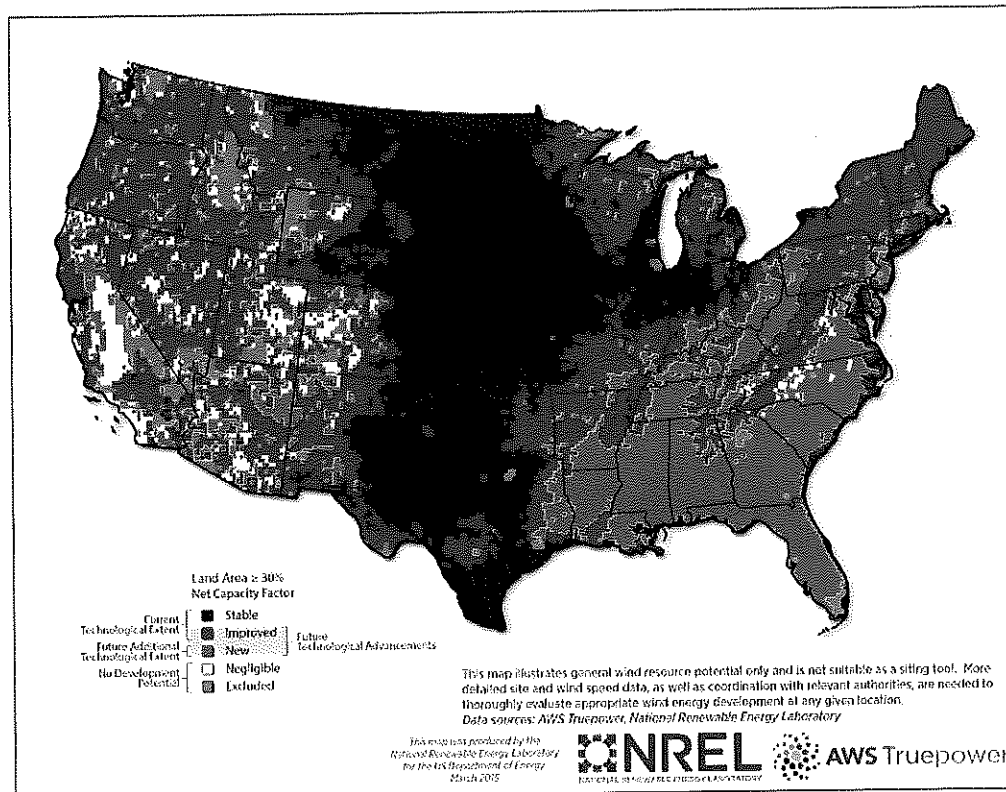 Land Area ≥ 30%
Net Capacity Factor
Current
Technological Extent
Stable
Improved
Future
Technological Advancements
Future Additional
Technological Extent
New
No Development
Potential
Negligible
Excluded
This map illustrates general wind resource potential only and is not suitable as a siting tool. More
detailed site and wind speed data, as well as coordination with relevant authorities, are needed to
thoroughly evaluate appropriate wind energy development at any given location.
Data sources: AWS Truepower, National Renewable Energy Laboratory
This map was produced by the
National Renewable Energy Laboratory
for the US Department of Energy
March 2015
NREL
NATIONAL RENEWABLE ENERGY LABORATORY
AWS Truepower